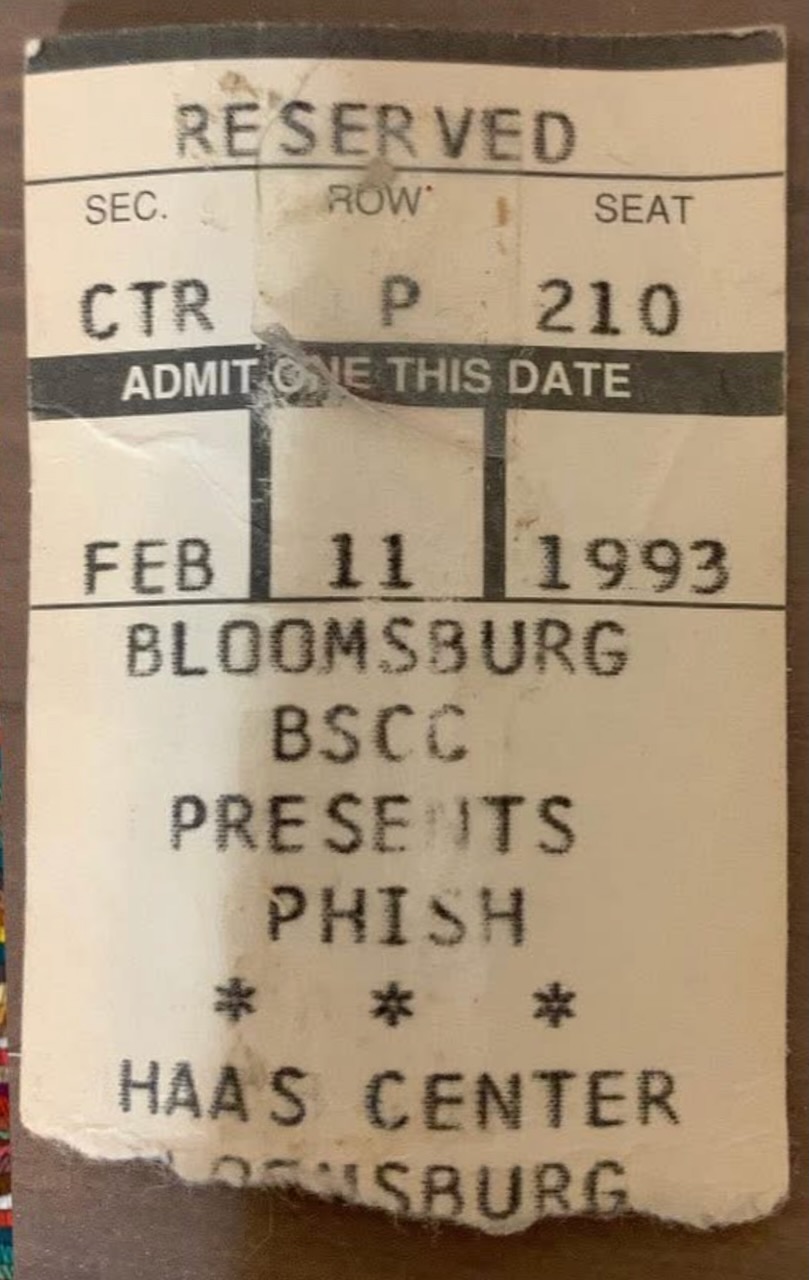 RESERVED
SEC. ROW SEAT
CTR P 210
ADMIT ONE THIS DATE
FEB 11 1993
BLOOMSBURG
BSCC
PRESENTS
PHISH
* * *
HAAS CENTER
BLOOMSBURG